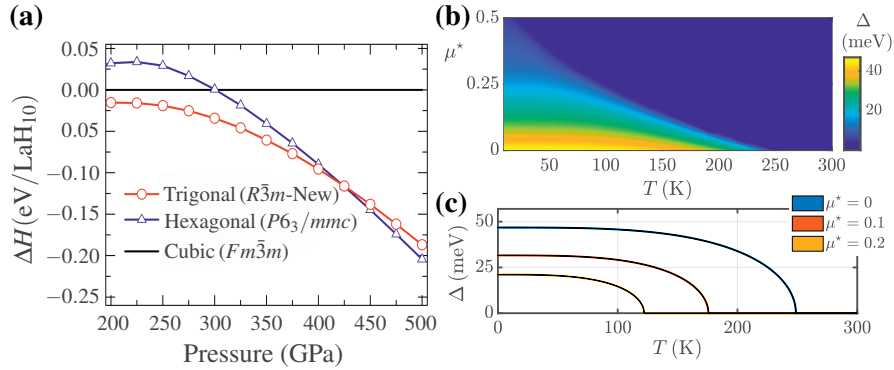 (a)
0.05
0.00
0.05
−0.10
−0.15
−0.20
−0.25
ΔH (eV/LaH₁₀)
Trigonal (R3̄m-New)
Hexagonal (P6₃/mmc)
Cubic (Fm3̄m)
200 250 300 350 400 450 500
Pressure (GPa)
(b)
0.5
μ*
0.25
0
50 100 150 200 250 300
T (K)
Δ
(meV)
40
20
(c)
μ* = 0
μ* = 0.1
μ* = 0.2
Δ (meV)
50
25
0
0 100 200 300
T (K)